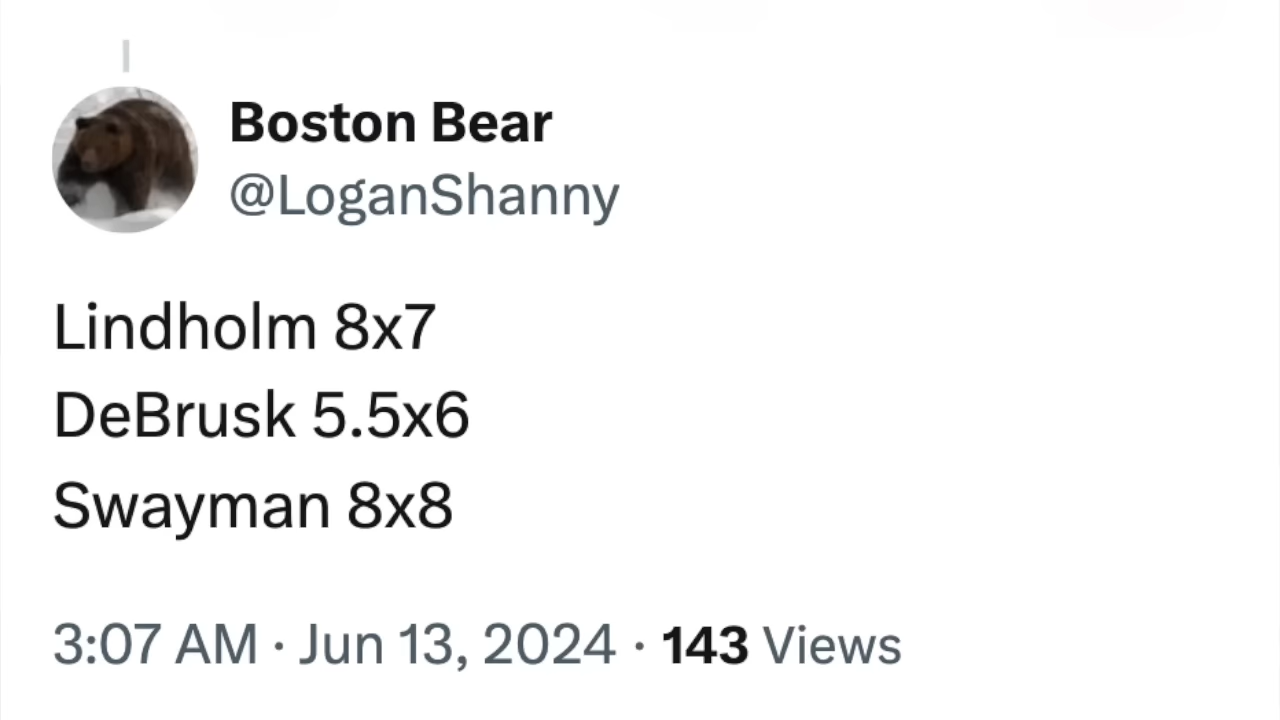 Boston Bear
@LoganShanny
Lindholm 8x7
DeBrusk 5.5x6
Swayman 8x8
3:07 AM · Jun 13, 2024 · 143 Views